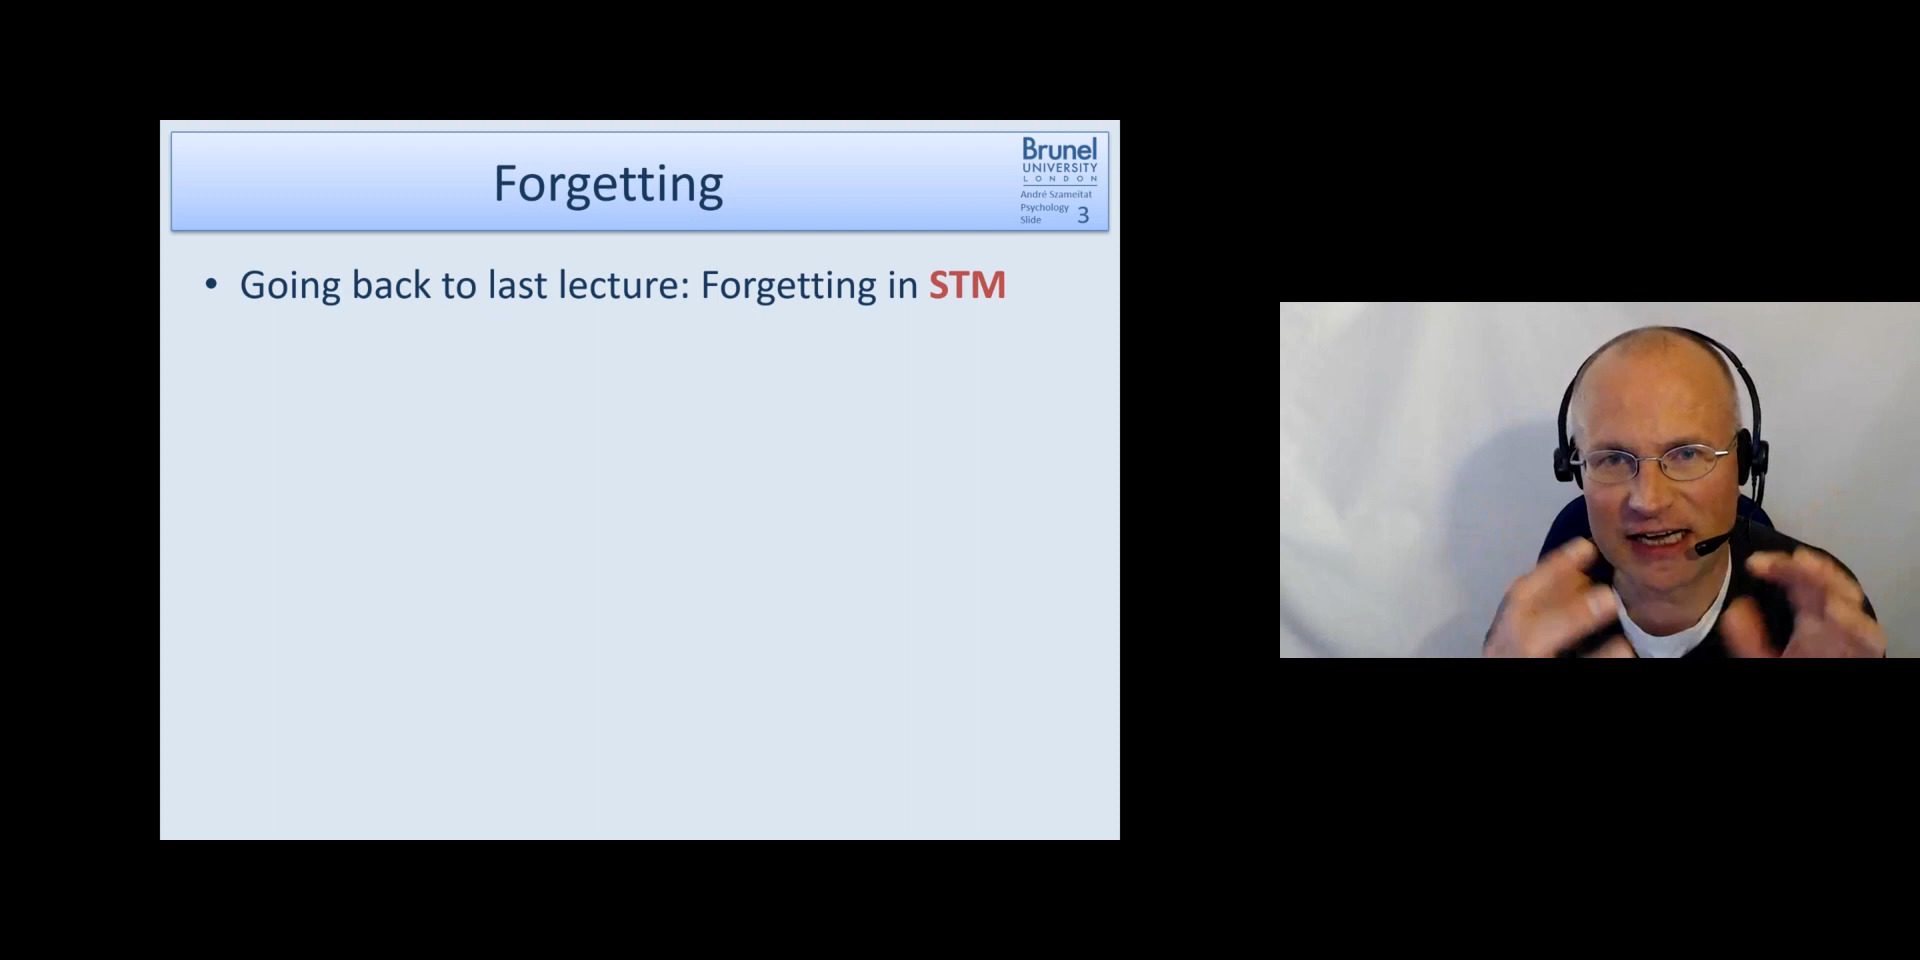 Forgetting
Brunel
UNIVERSITY
LONDON
André Szameitat
Psychology
Slide 3
• Going back to last lecture: Forgetting in STM